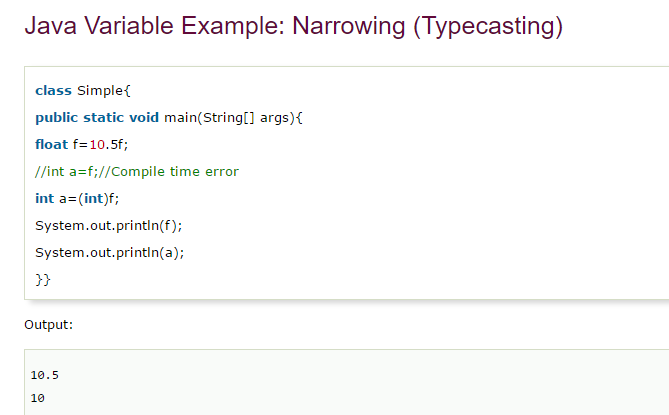 Java Variable Example: Narrowing (Typecasting)
class Simple{
public static void main(String[] args){
float f=10.5f;
//int a=f;//Compile time error
int a=(int)f;
System.out.println(f);
System.out.println(a);
}}
Output:
10.5
10